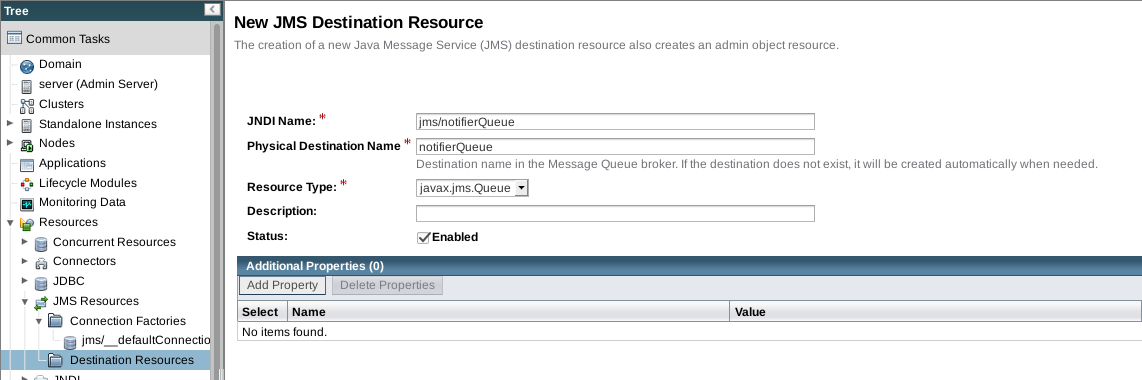 Tree
Common Tasks
Domain
server (Admin Server)
Clusters
Standalone Instances
Nodes
Applications
Lifecycle Modules
Monitoring Data
Resources
Concurrent Resources
Connectors
JDBC
JMS Resources
Connection Factories
jms/__defaultConnectio
Destination Resources
JNDI
New JMS Destination Resource
The creation of a new Java Message Service (JMS) destination resource also creates an admin object resource.
JNDI Name: * jms/notifierQueue
Physical Destination Name * notifierQueue
Destination name in the Message Queue broker. If the destination does not exist, it will be created automatically when needed.
Resource Type: * javax.jms.Queue
Description:
Status: Enabled
Additional Properties (0)
Add Property Delete Properties
Select Name Value
No items found.